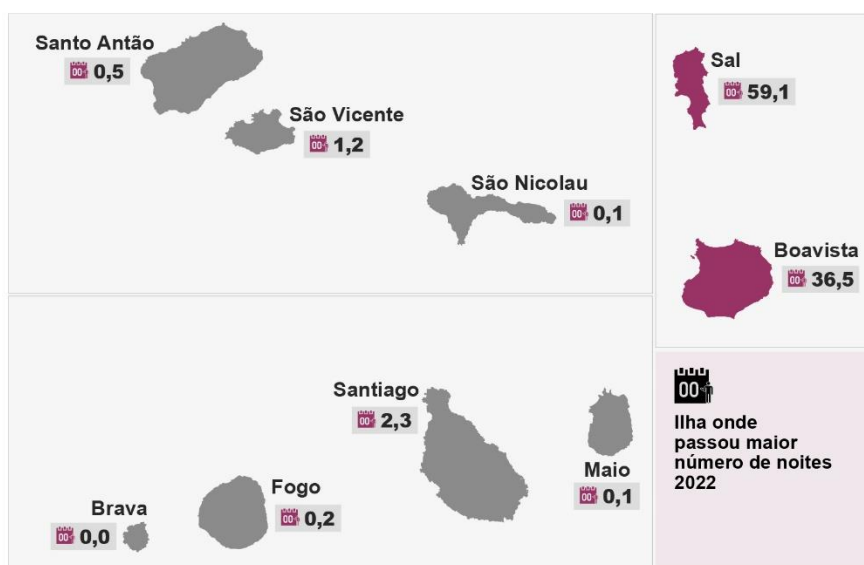 Santo Antão
0,5
São Vicente
1,2
São Nicolau
0,1
Sal
59,1
Boavista
36,5
Santiago
2,3
Maio
0,1
Fogo
0,2
Brava
0,0
00
Ilha onde
passou maior
número de noites
2022